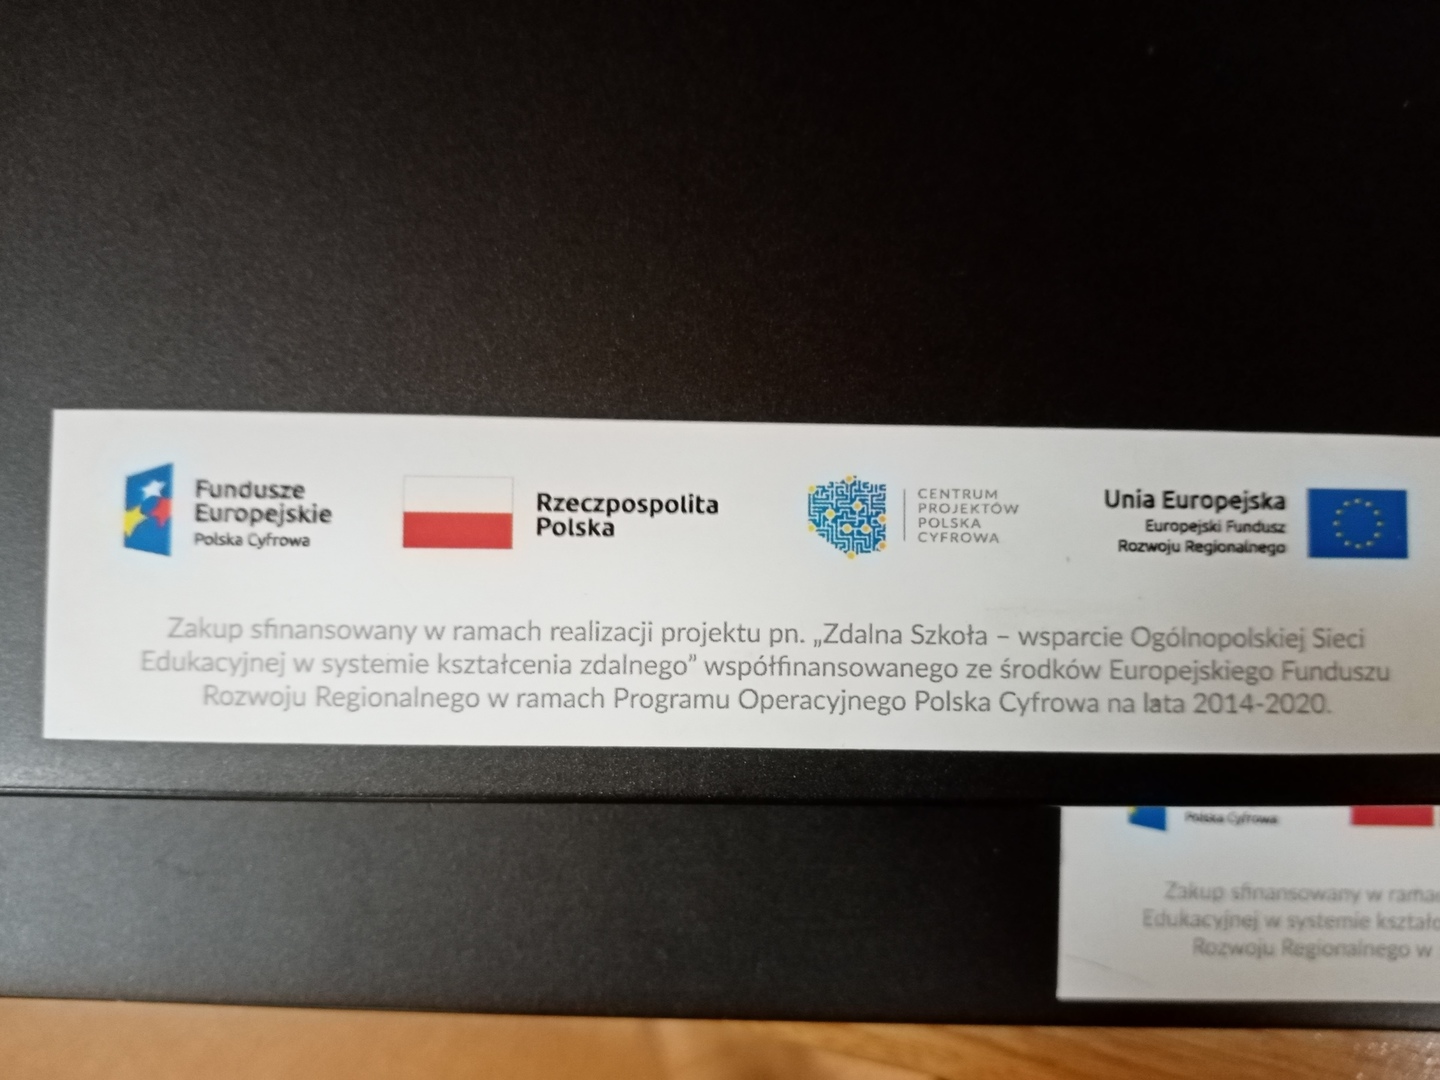 Fundusze
Europejskie
Polska Cyfrowa
Rzeczpospolita
Polska
CENTRUM
PROJEKTÓW
POLSKA
CYFROWA
Unia Europejska
Europejski Fundusz
Rozwoju Regionalnego
Zakup sfinansowany w ramach realizacji projektu pn. „Zdalna Szkoła – wsparcie Ogólnopolskiej Sieci
Edukacyjnej w systemie kształcenia zdalnego” współfinansowanego ze środków Europejskiego Funduszu
Rozwoju Regionalnego w ramach Programu Operacyjnego Polska Cyfrowa na lata 2014-2020.
Polska Cyfrowa
Zakup sfinansowany w
Edukacyjnej w systemie
Rozwoju Regionalnego w